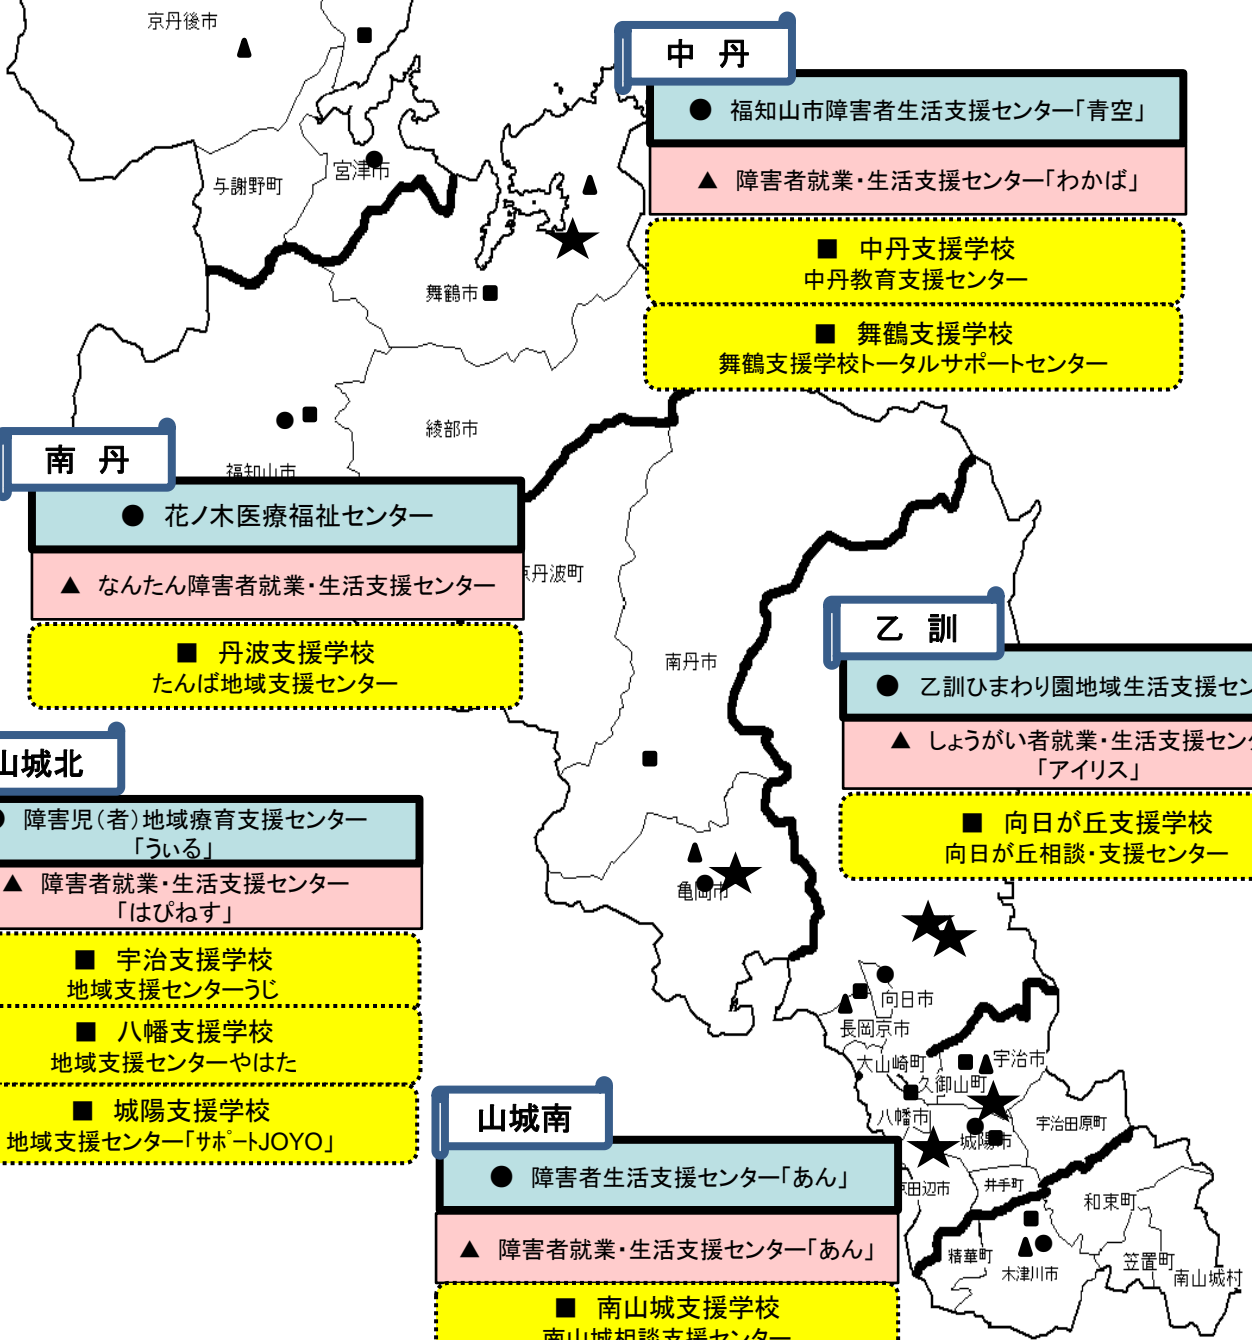 京丹後市
与謝野町
宮津市
舞鶴市
綾部市
福知山市
中 丹
● 福知山市障害者生活支援センター「青空」
▲ 障害者就業・生活支援センター「わかば」
■ 中丹支援学校
中丹教育支援センター
■ 舞鶴支援学校
舞鶴支援学校トータルサポートセンター
南 丹
● 花ノ木医療福祉センター
▲ なんたん障害者就業・生活支援センター
■ 丹波支援学校
たんば地域支援センター
丹波町
南丹市
亀岡市
乙 訓
● 乙訓ひまわり園地域生活支援セン
▲ しょうがい者就業・生活支援セン
「アイリス」
■ 向日が丘支援学校
向日が丘相談・支援センター
山城北
● 障害児(者)地域療育支援センター
「うぃる」
▲ 障害者就業・生活支援センター
「はぴねす」
■ 宇治支援学校
地域支援センターうじ
■ 八幡支援学校
地域支援センターやはた
■ 城陽支援学校
地域支援センター「サポートJOYO」
向日市
長岡京市
大山崎町
宇治市
久御山町
八幡市
城陽市
宇治田原町
田辺市
井手町
和束町
精華町
木津川市
笠置町
南山城村
山城南
● 障害者生活支援センター「あん」
▲ 障害者就業・生活支援センター「あん」
■ 南山城支援学校
南山城相談支援センター